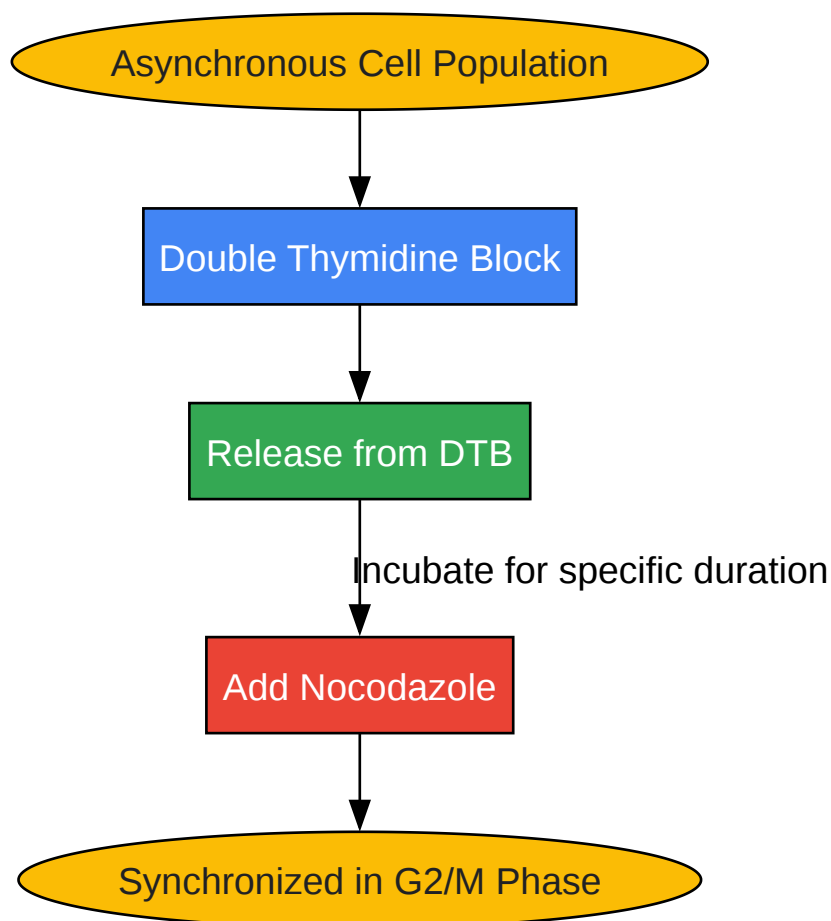 Asynchronous Cell Population
Double Thymidine Block
Release from DTB
Incubate for specific duration
Add Nocodazole
Synchronized in G2/M Phase